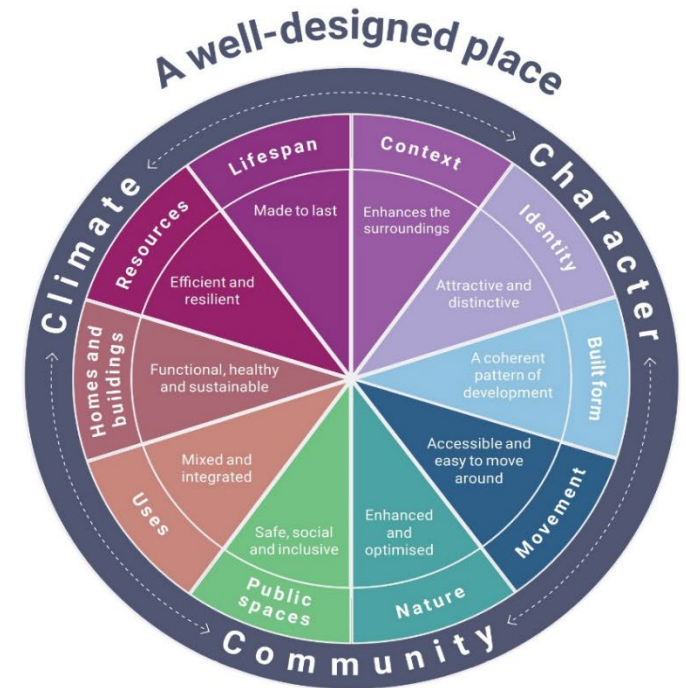 A well-designed place
Climate
Character
Community
Context
Enhances the
surroundings
Identity
Attractive and
distinctive
Built form
A coherent
pattern of
development
Movement
Accessible and
easy to move
around
Nature
Enhanced
and
optimised
Public
spaces
Safe, social
and inclusive
Uses
Mixed and
integrated
Homes and
buildings
Functional, healthy
and sustainable
Resources
Efficient and
resilient
Lifespan
Made to last